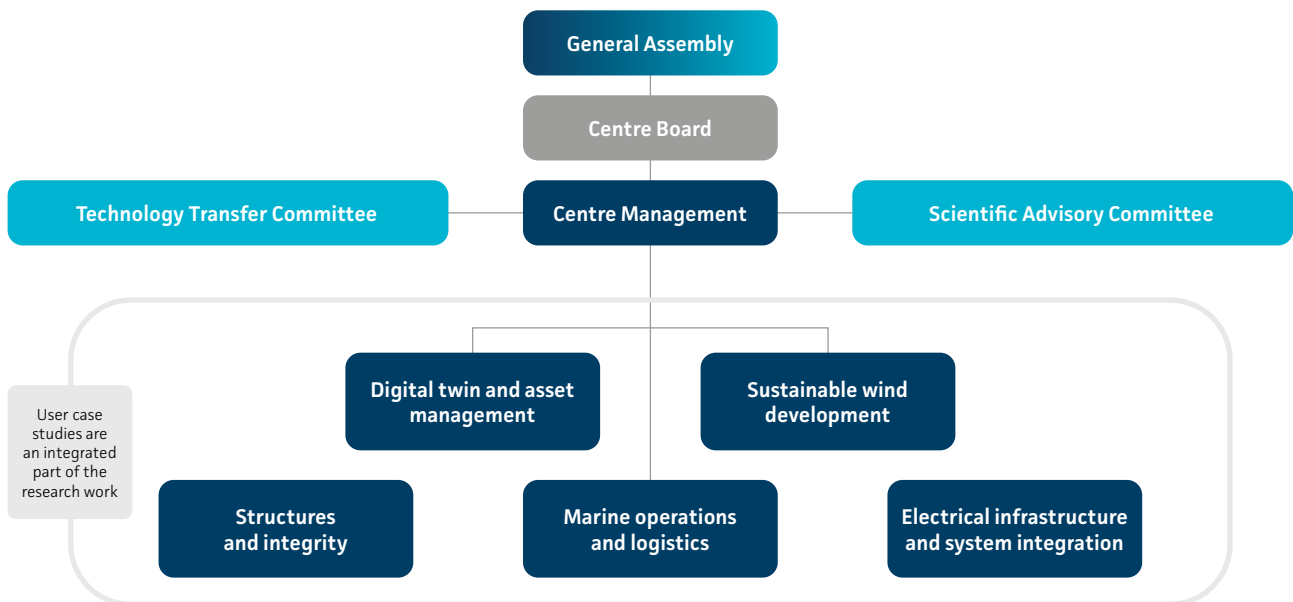 General Assembly
Centre Board
Technology Transfer Committee
Centre Management
Scientific Advisory Committee
Digital twin and asset
management
Sustainable wind
development
User case
studies are
an integrated
part of the
research work
Structures
and integrity
Marine operations
and logistics
Electrical infrastructure
and system integration